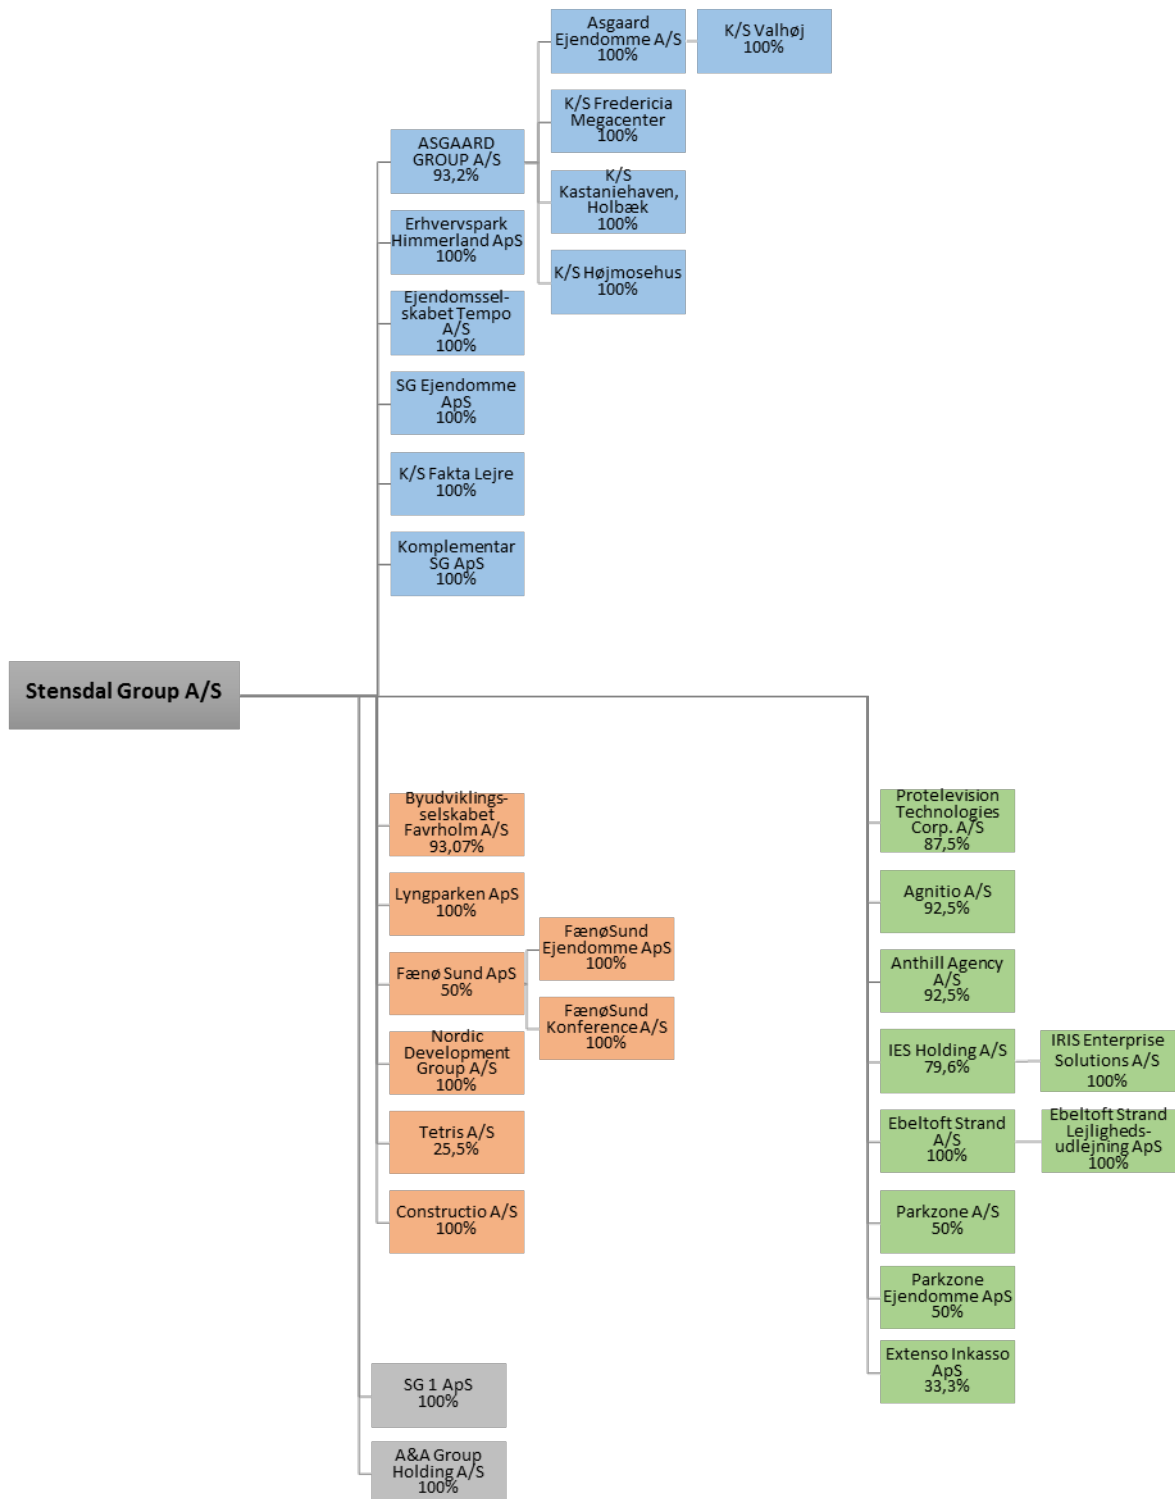 Asgaard
Ejendomme A/S
100%
K/S Valhøj
100%
K/S Fredericia
Megacenter
100%
ASGAARD
GROUP A/S
93,2%
K/S
Kastaniehaven,
Holbæk
100%
Erhvervspark
Himmerland ApS
100%
K/S Højmosehus
100%
Ejendomssel-
skabet Tempo
A/S
100%
SG Ejendomme
ApS
100%
K/S Fakta Lejre
100%
Komplementar
SG ApS
100%
Stensdal Group A/S
Byudviklings-
selskabet
Favrholm A/S
93,07%
Lyngparken ApS
100%
Fænø Sund ApS
50%
FænøSund
Ejendomme ApS
100%
FænøSund
Konference A/S
100%
Nordic
Development
Group A/S
100%
Tetris A/S
25,5%
Constructio A/S
100%
Protelevision
Technologies
Corp. A/S
87,5%
Agnitio A/S
92,5%
Anthill Agency
A/S
92,5%
IES Holding A/S
79,6%
IRIS Enterprise
Solutions A/S
100%
Ebeltoft Strand
A/S
100%
Ebeltoft Strand
Lejligheds-
udlejning ApS
100%
Parkzone A/S
50%
Parkzone
Ejendomme ApS
50%
Extenso Inkasso
ApS
33,3%
SG 1 ApS
100%
A&A Group
Holding A/S
100%